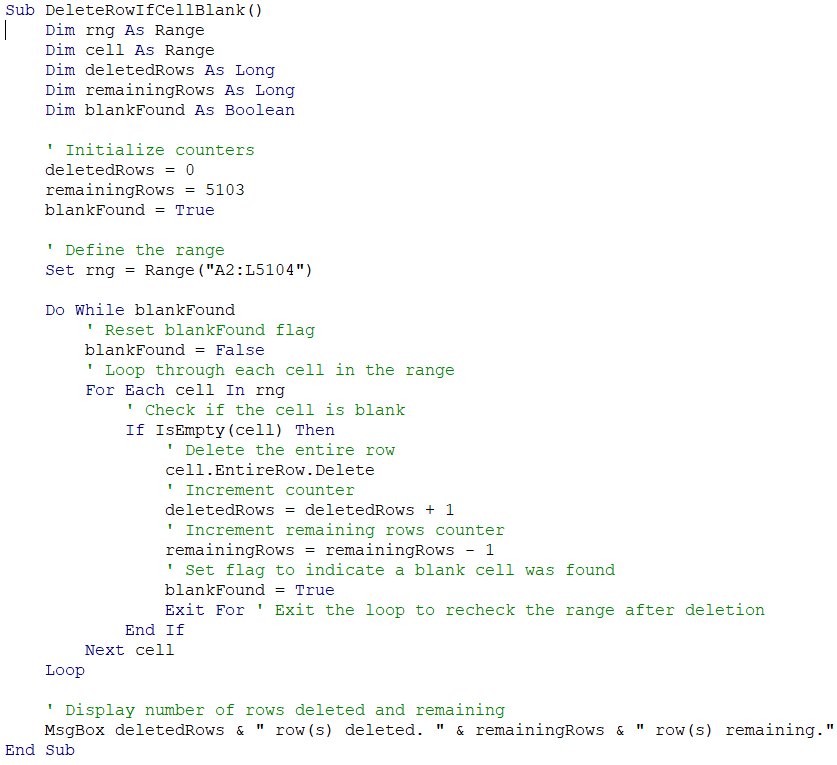 Sub DeleteRowIfCellBlank()
    Dim rng As Range
    Dim cell As Range
    Dim deletedRows As Long
    Dim remainingRows As Long
    Dim blankFound As Boolean

    ' Initialize counters
    deletedRows = 0
    remainingRows = 5103
    blankFound = True

    ' Define the range
    Set rng = Range("A2:L5104")

    Do While blankFound
        ' Reset blankFound flag
        blankFound = False
        ' Loop through each cell in the range
        For Each cell In rng
            ' Check if the cell is blank
            If IsEmpty(cell) Then
                ' Delete the entire row
                cell.EntireRow.Delete
                ' Increment counter
                deletedRows = deletedRows + 1
                ' Increment remaining rows counter
                remainingRows = remainingRows - 1
                ' Set flag to indicate a blank cell was found
                blankFound = True
                Exit For ' Exit the loop to recheck the range after deletion
            End If
        Next cell
    Loop

    ' Display number of rows deleted and remaining
    MsgBox deletedRows & " row(s) deleted. " & remainingRows & " row(s) remaining."
End Sub